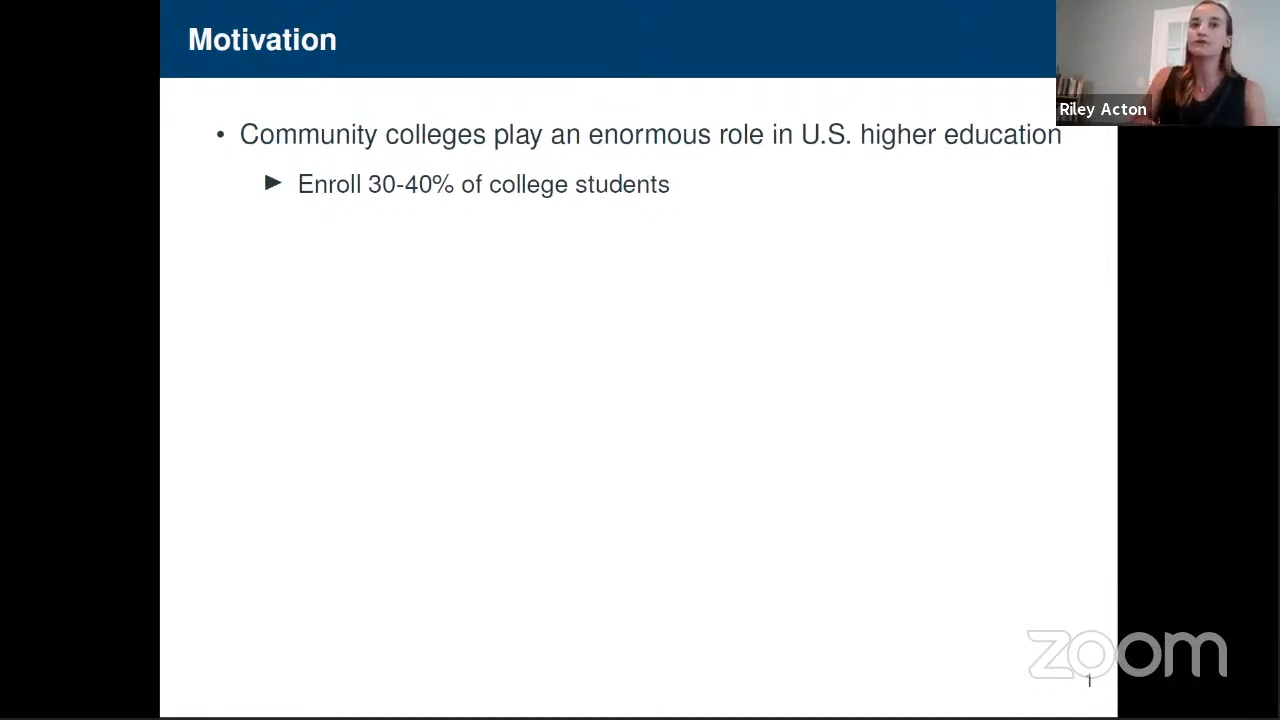 Motivation
Riley Acton
• Community colleges play an enormous role in U.S. higher education
► Enroll 30-40% of college students
zoom
1